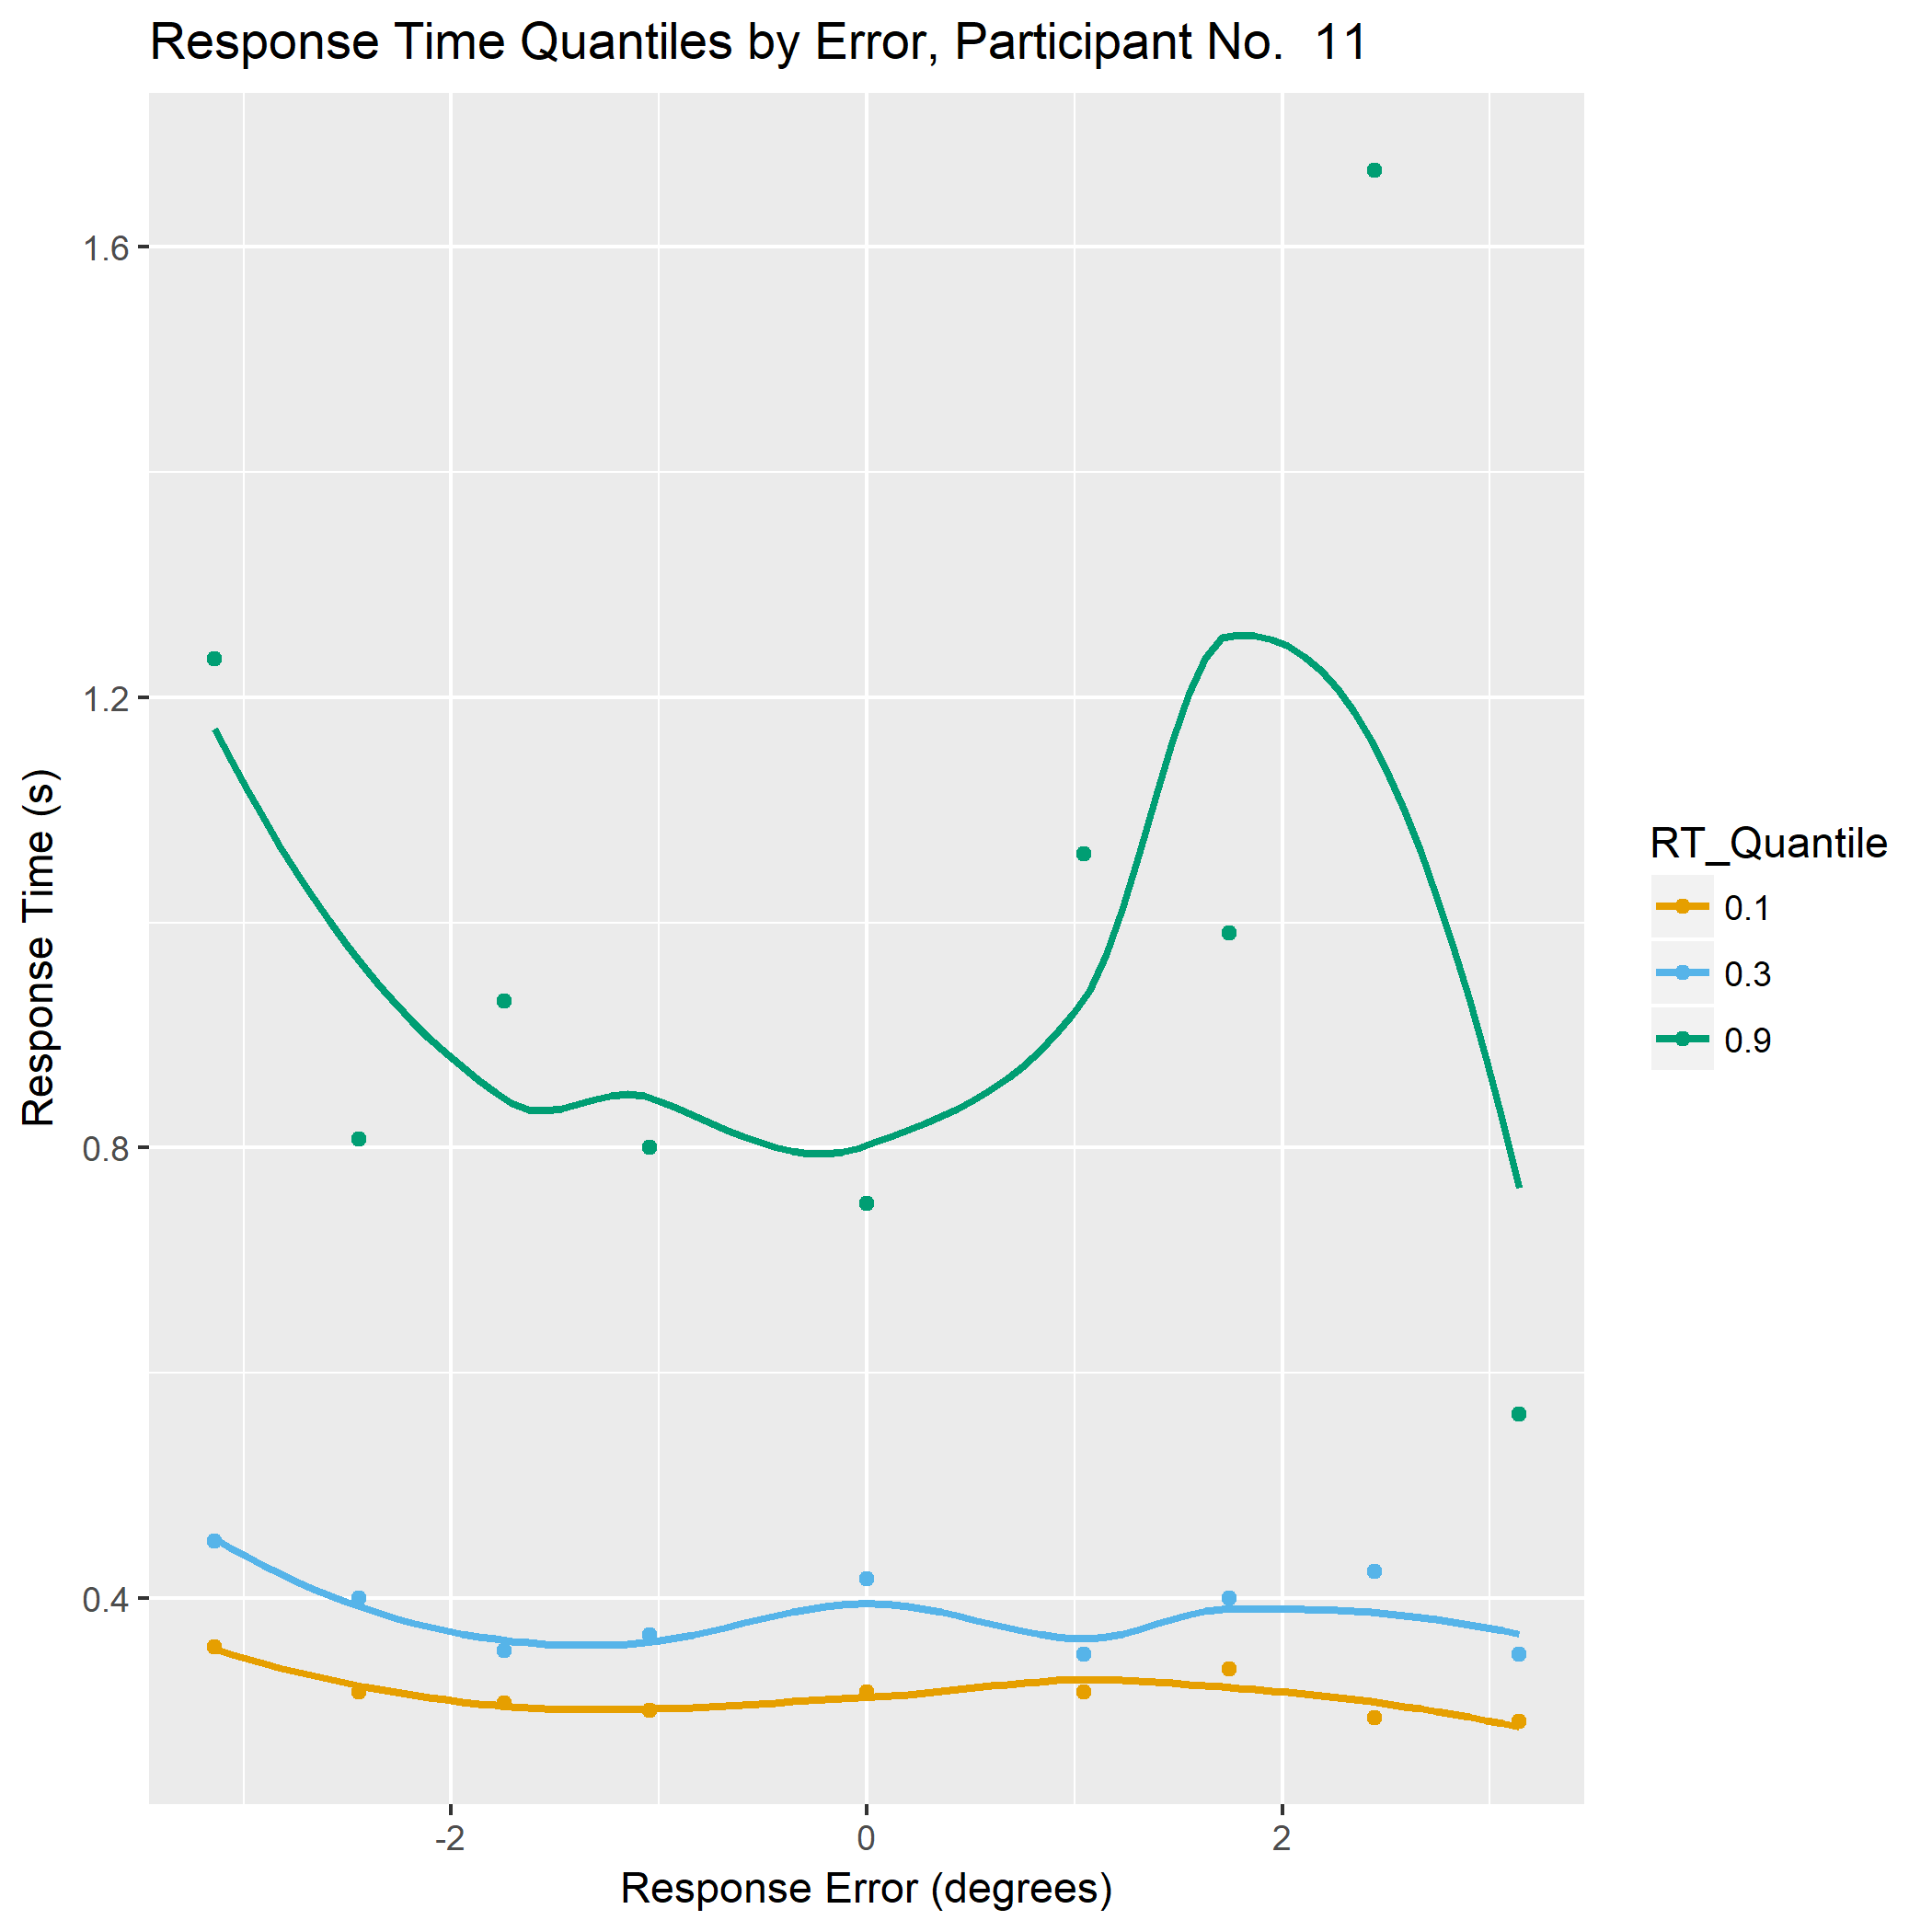 Response Time Quantiles by Error, Participant No.  11
1.6
1.2
0.8
0.4
Response Time (s)
-2
0
2
Response Error (degrees)
RT_Quantile
0.1
0.3
0.9